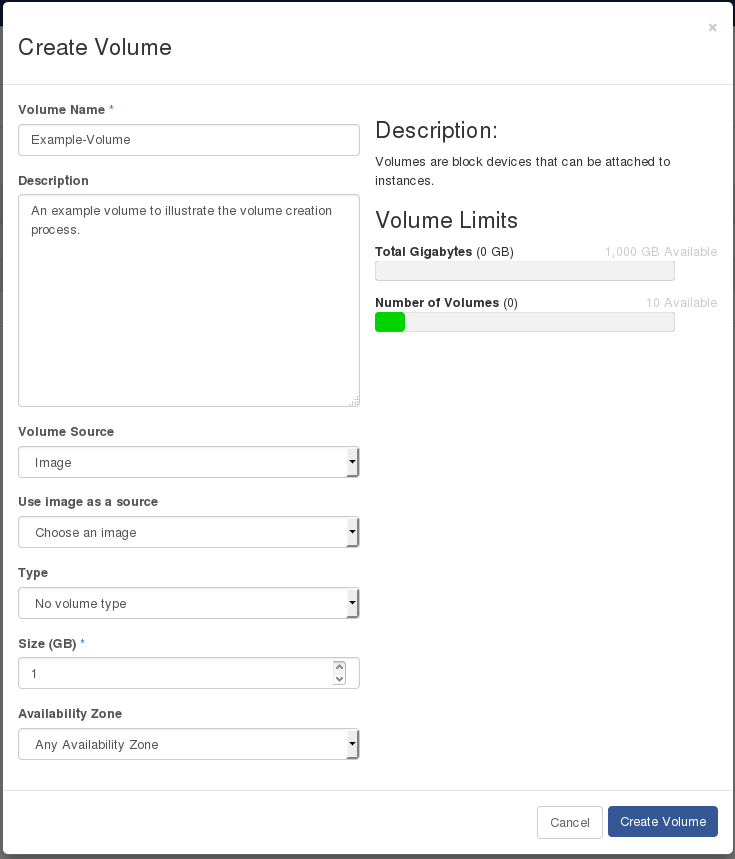 ×
Create Volume
Volume Name *
Example-Volume
Description
An example volume to illustrate the volume creation
process.
Volume Source
Image
Use image as a source
Choose an image
Type
No volume type
Size (GB) *
1
Availability Zone
Any Availability Zone
Description:
Volumes are block devices that can be attached to
instances.
Volume Limits
Total Gigabytes (0 GB) 1,000 GB Available
Number of Volumes (0) 10 Available
Cancel Create Volume